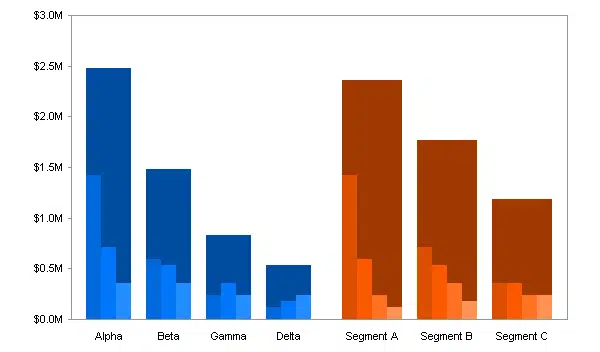 $3.0M
$2.5M
$2.0M
$1.5M
$1.0M
$0.5M
$0.0M
Alpha Beta Gamma Delta Segment A Segment B Segment C